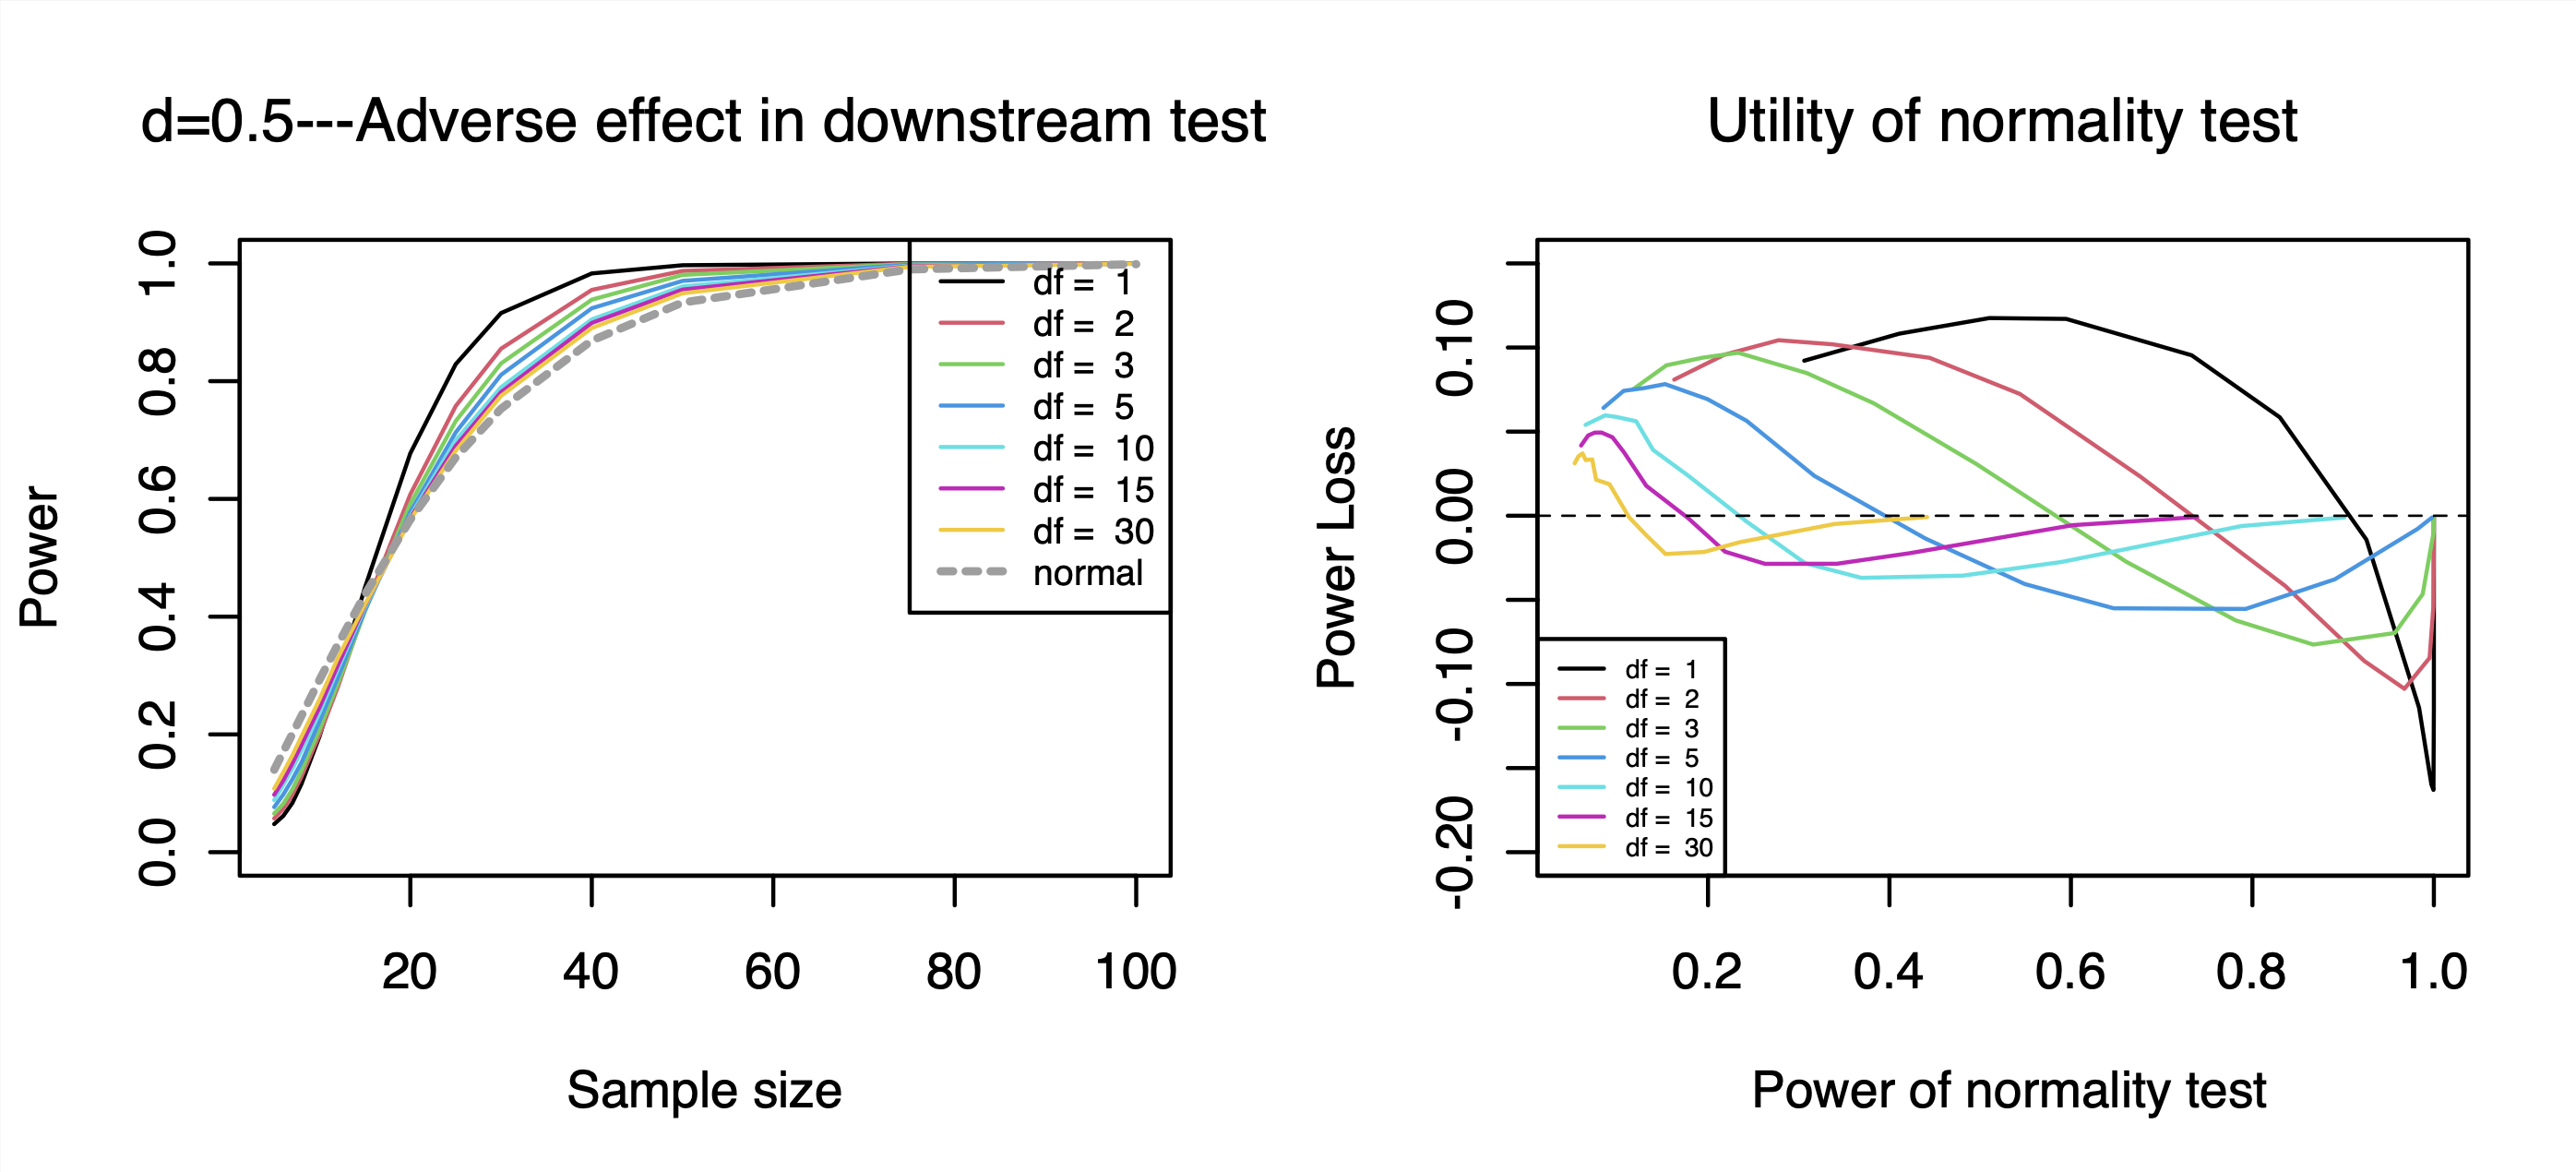 d=0.5---Adverse effect in downstream test
Power
1.0
0.8
0.6
0.4
0.2
0.0
20 40 60 80 100
Sample size
df = 1
df = 2
df = 3
df = 5
df = 10
df = 15
df = 30
normal
Utility of normality test
Power Loss
0.10
0.00
-0.10
-0.20
0.2 0.4 0.6 0.8 1.0
Power of normality test
df = 1
df = 2
df = 3
df = 5
df = 10
df = 15
df = 30